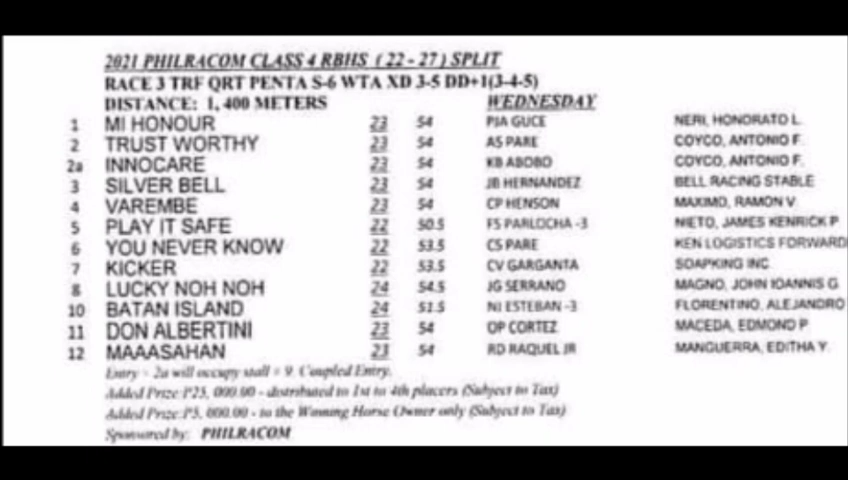 2021 PHILRACOM CLASS 4 RBHS ( 22 - 27 ) SPLIT
RACE 3 TRF QRT PENTA S-6 WTA XD 3-5 DD+1(3-4-5)
DISTANCE: 1, 400 METERS WEDNESDAY
1 MI HONOUR 23 54 PJA GUCE NERI, HONORATO L.
2 TRUST WORTHY 23 54 AS PARE COYCO, ANTONIO F.
2a INNOCARE 23 54 KB ABOBO COYCO, ANTONIO F.
3 SILVER BELL 23 54 JB HERNANDEZ BELL RACING STABLE
4 VAREMBE 23 54 CP HENSON MAXIMO, RAMON V.
5 PLAY IT SAFE 22 50.5 FS PARLOCHA -3 NIETO, JAMES KENRICK P
6 YOU NEVER KNOW 22 53.5 CS PARE KEN LOGISTICS FORWARD
7 KICKER 22 53.5 CV GARGANTA SOAPKING INC.
8 LUCKY NOH NOH 24 54.5 JG SERRANO MAGNO, JOHN IOANNIS G
10 BATAN ISLAND 24 51.5 NJ ESTEBAN -3 FLORENTINO, ALEJANDRO
11 DON ALBERTINI 23 54 OP CORTEZ MACEDA, EDMOND P
12 MAAASAHAN 23 54 RD RAQUEL JR MANGUERRA, EDITHA Y.
Entry - 2a will occupy stall # 9. Coupled Entry.
Added Prize:P25, 000.00 - distributed to 1st to 4th placers (Subject to Tax)
Added Prize:P5, 000.00 - to the Winning Horse Owner only (Subject to Tax)
Sponsored by: PHILRACOM